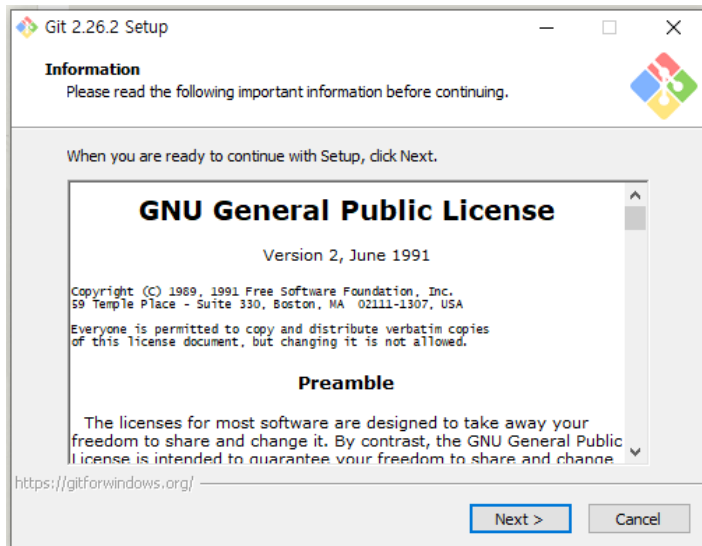 Git 2.26.2 Setup
Information
Please read the following important information before continuing.
When you are ready to continue with Setup, click Next.
GNU General Public License
Version 2, June 1991
Copyright (C) 1989, 1991 Free Software Foundation, Inc.
59 Temple Place - Suite 330, Boston, MA  02111-1307, USA
Everyone is permitted to copy and distribute verbatim copies
of this license document, but changing it is not allowed.
Preamble
The licenses for most software are designed to take away your
freedom to share and change it. By contrast, the GNU General Public
License is intended to guarantee your freedom to share and change
https://gitforwindows.org/
Next >
Cancel